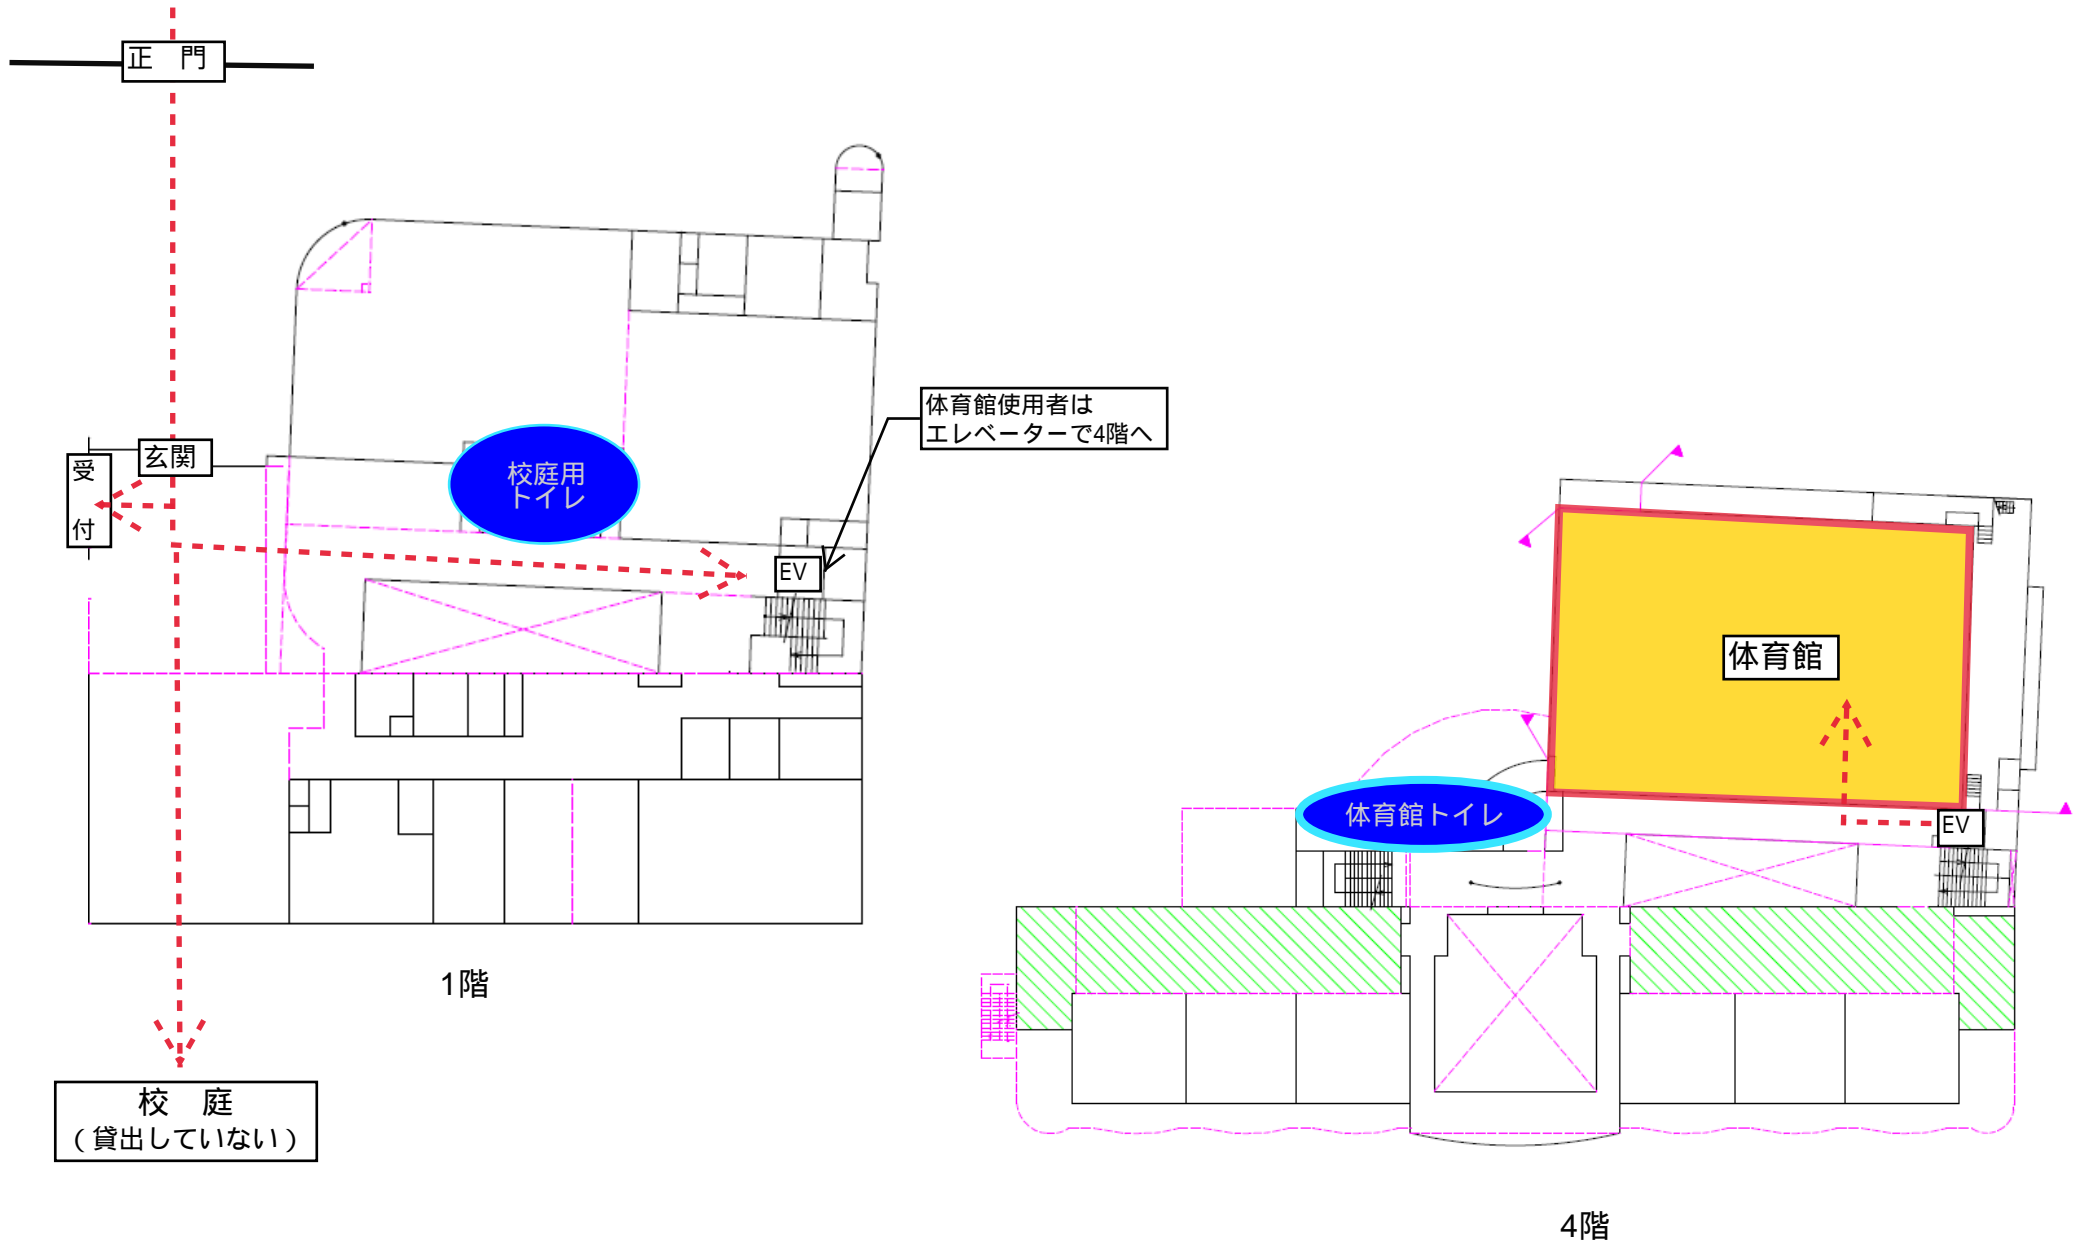 正　門
体育館使用者は
エレベーターで4階へ
玄関
受
付
校庭用
トイレ
EV
体育館
体育館トイレ
EV
1階
校　庭
（貸出していない）
4階